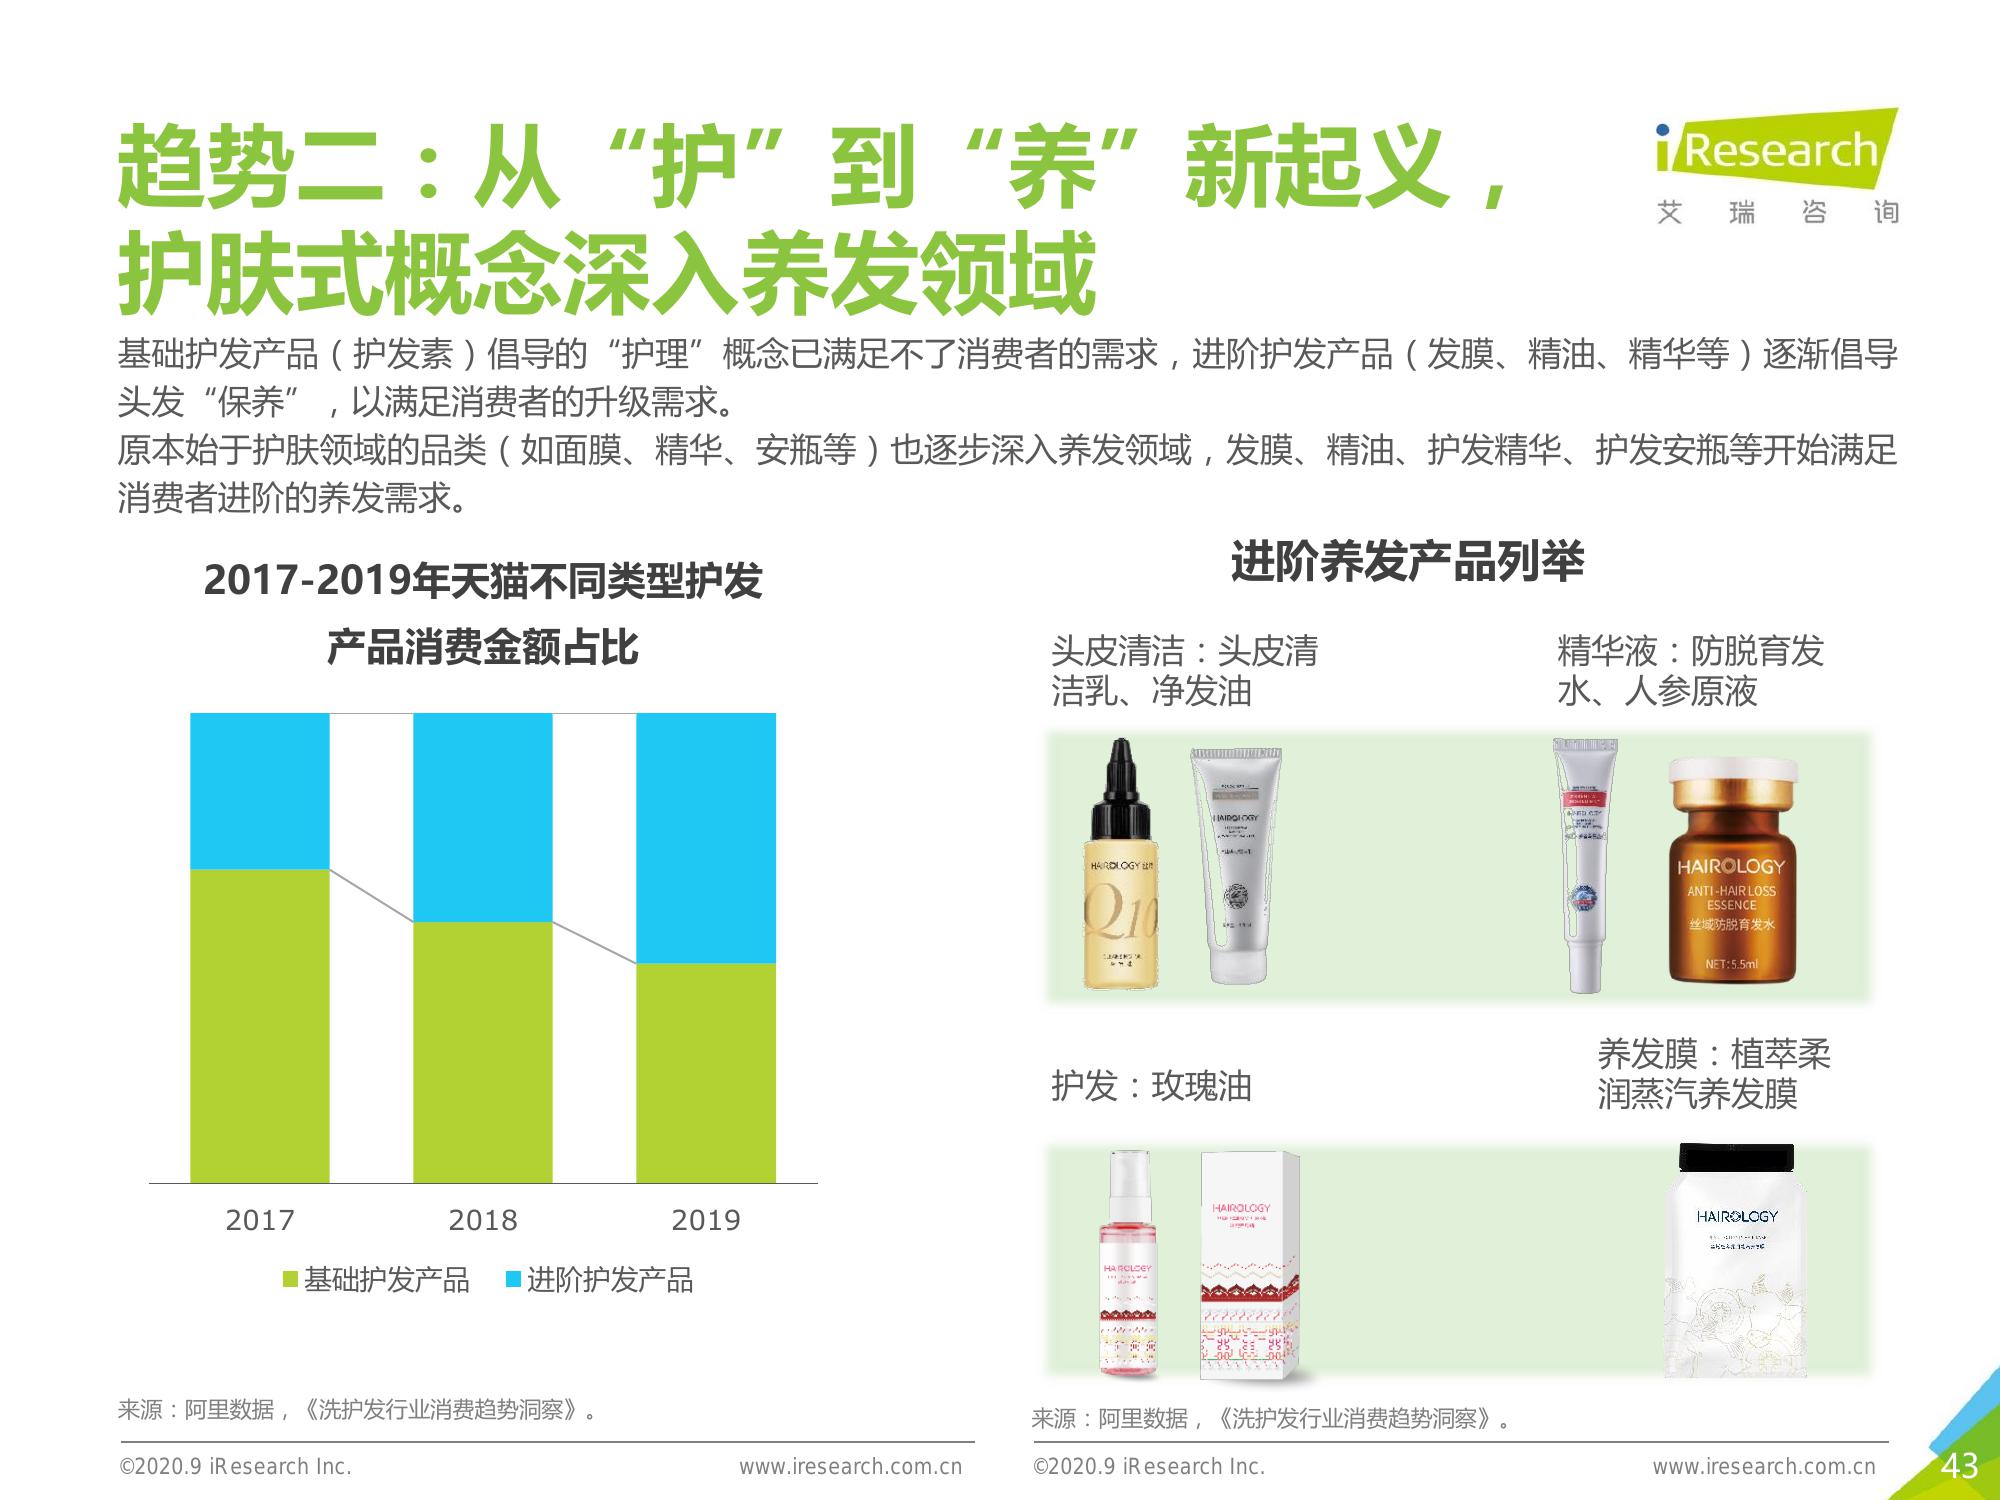 趋势二：从“护”到“养”新起义，
护肤式概念深入养发领域
iResearch
艾瑞咨询
基础护发产品（护发素）倡导的“护理”概念已满足不了消费者的需求，进阶护发产品（发膜、精油、精华等）逐渐倡导
头发“保养”，以满足消费者的升级需求。
原本始于护肤领域的品类（如面膜、精华、安瓶等）也逐步深入养发领域，发膜、精油、护发精华、护发安瓶等开始满足
消费者进阶的养发需求。
2017-2019年天猫不同类型护发
产品消费金额占比
2017
2018
2019
基础护发产品
进阶护发产品
来源：阿里数据，《洗护发行业消费趋势洞察》。
进阶养发产品列举
头皮清洁：头皮清
洁乳、净发油
精华液：防脱育发
水、人参原液
HAIROLOGY
Q10
HAIROLOGY
HAIROLOGY
HAIROLOGY
ANTI-HAIR LOSS
ESSENCE
丝域防脱育发水
NET:5.5ml
护发：玫瑰油
养发膜：植萃柔
润蒸汽养发膜
HAIROLOGY
HAIROLOGY
HAIROLOGY
来源：阿里数据，《洗护发行业消费趋势洞察》。
©2020.9 iResearch Inc.
www.iresearch.com.cn
©2020.9 iResearch Inc.
www.iresearch.com.cn
43